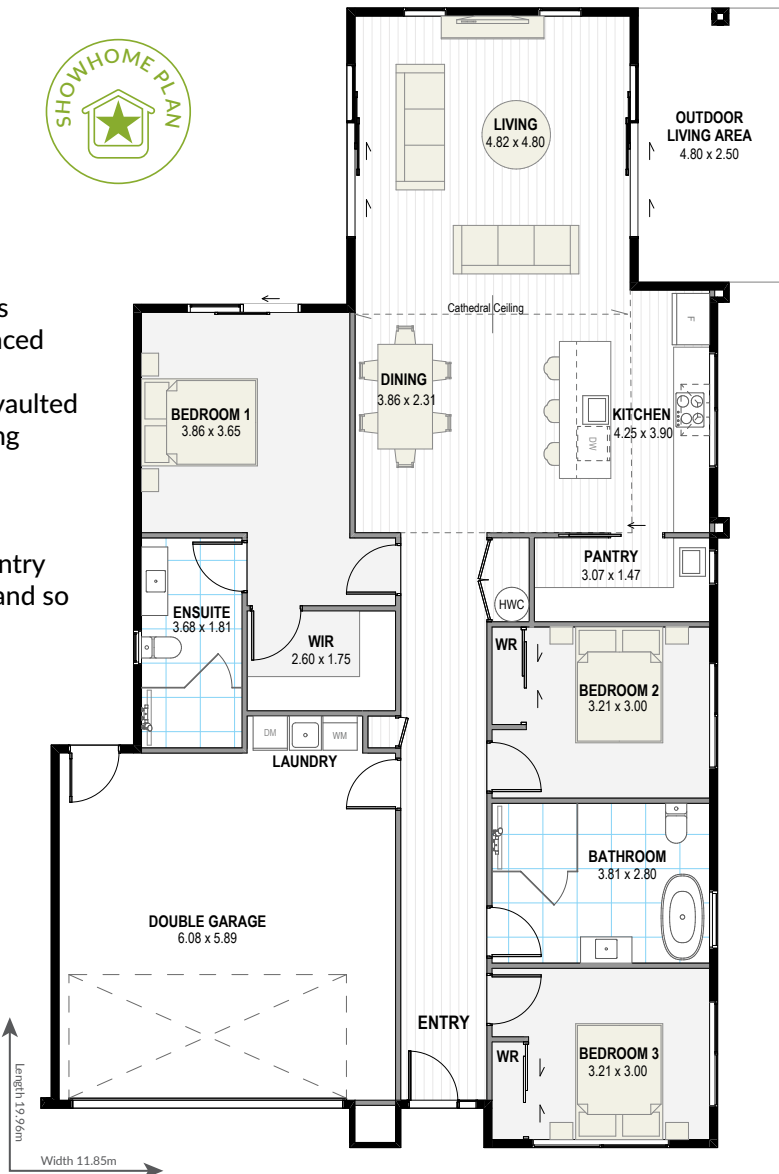 SHOWHOME PLAN
s
nced
vaulted
ng
ntry
and so
LIVING
4.82 x 4.80
OUTDOOR
LIVING AREA
4.80 x 2.50
Cathedral Ceiling
F
DINING
3.86 x 2.31
KITCHEN
4.25 x 3.90
DW
BEDROOM 1
3.86 x 3.65
PANTRY
3.07 x 1.47
HWC
ENSUITE
3.68 x 1.81
WIR
2.60 x 1.75
WR
BEDROOM 2
3.21 x 3.00
DM
WM
LAUNDRY
BATHROOM
3.81 x 2.80
DOUBLE GARAGE
6.08 x 5.89
ENTRY
WR
BEDROOM 3
3.21 x 3.00
Length 19.96m
Width 11.85m